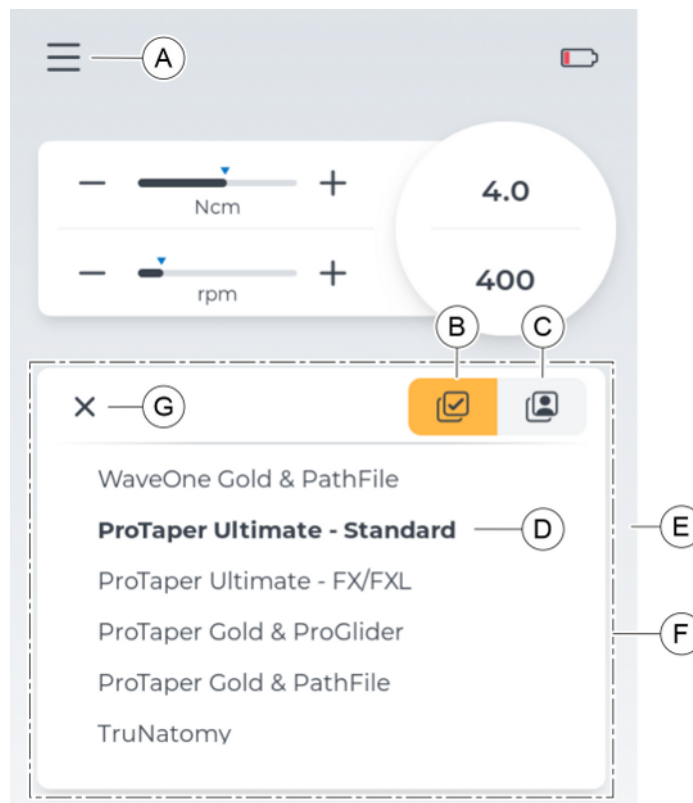 A
Ncm
4.0
rpm
400
B
C
G
WaveOne Gold & PathFile
ProTaper Ultimate - Standard
D
E
ProTaper Ultimate - FX/FXL
ProTaper Gold & ProGlider
F
ProTaper Gold & PathFile
TruNatomy